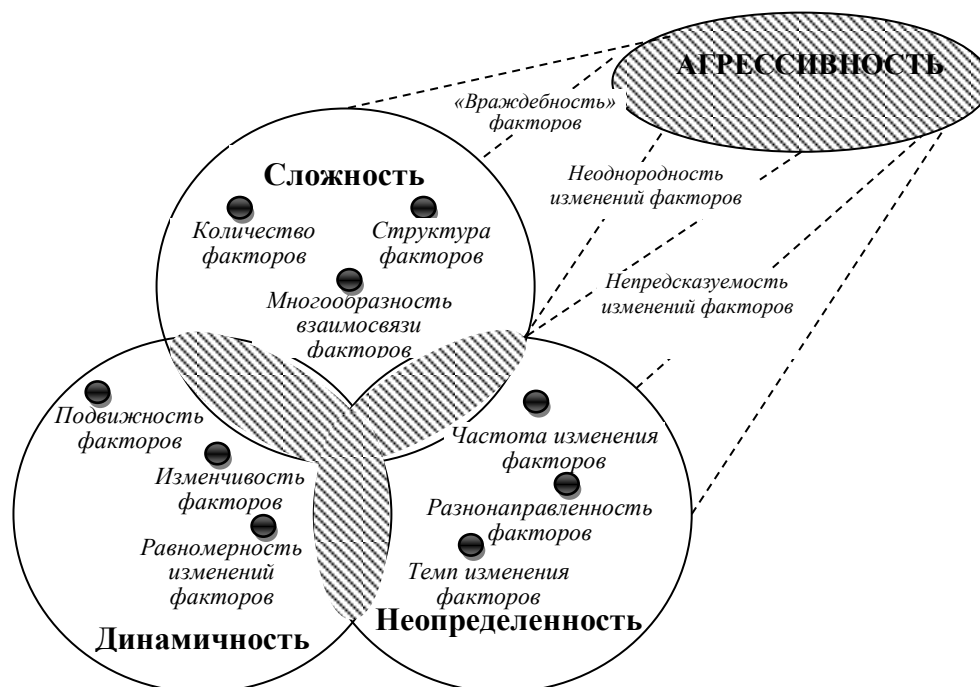 АГРЕССИВНОСТЬ
«Враждебность»
факторов
Неоднородность
изменений факторов
Непредсказуемость
изменений факторов
Сложность
Количество
факторов
Структура
факторов
Многообразность
взаимосвязи
факторов
Подвижность
факторов
Изменчивость
факторов
Равномерность
изменений
факторов
Динамичность
Частота изменения
факторов
Разнонаправленность
факторов
Темп изменения
факторов
Неопределенность